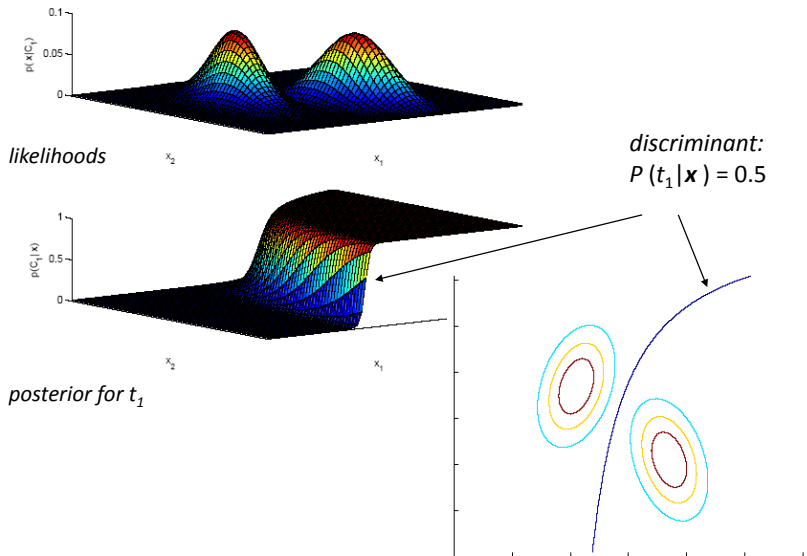 0.1
0.05
0
p( x|C₁)
likelihoods
x₂
x₁
discriminant:
P (t₁|x ) = 0.5
1
0.5
0
p(C₁| x)
x₂
x₁
posterior for t₁